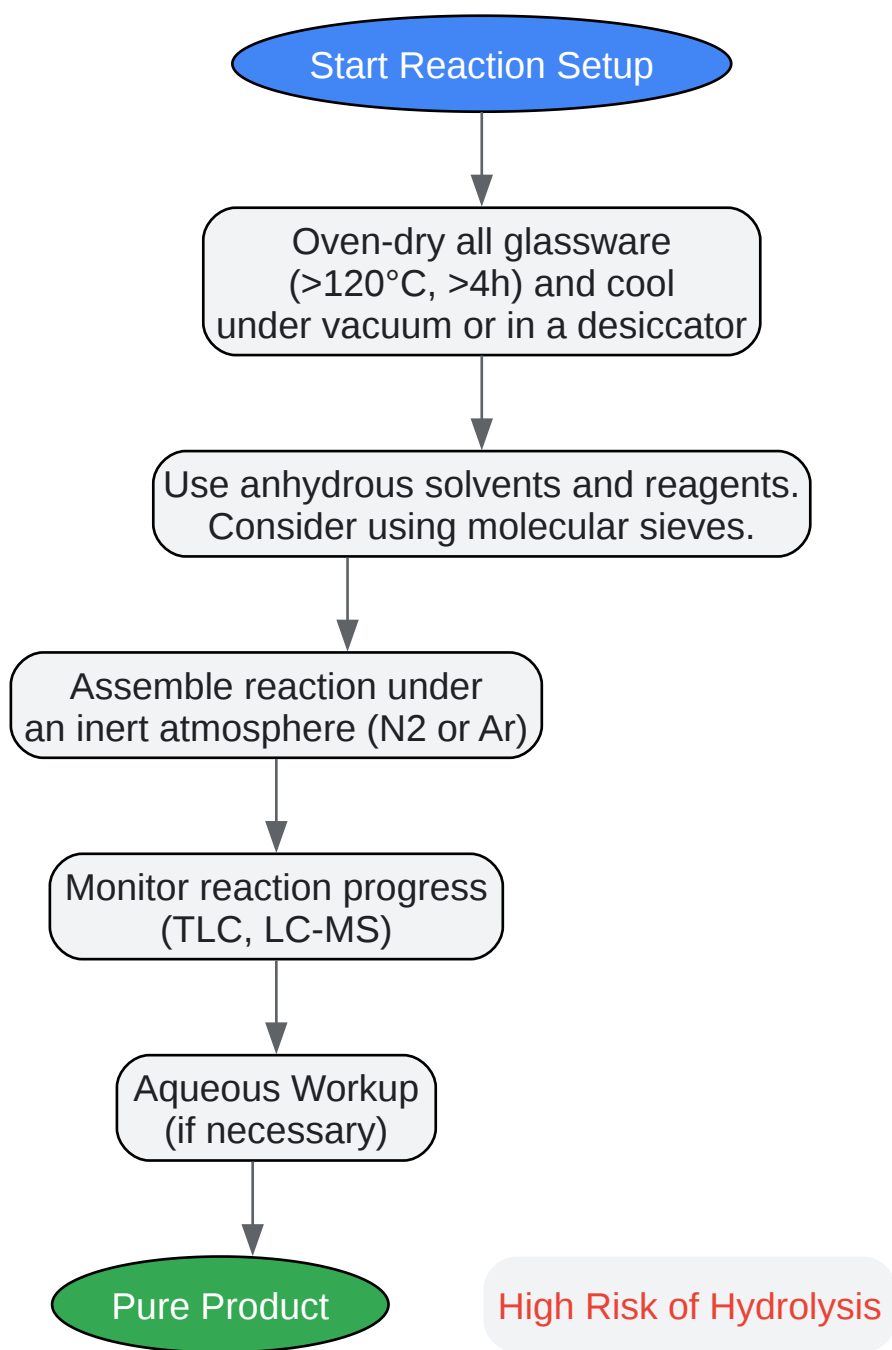 Start Reaction Setup
Oven-dry all glassware
(>120°C, >4h) and cool
under vacuum or in a desiccator
Use anhydrous solvents and reagents.
Consider using molecular sieves.
Assemble reaction under
an inert atmosphere (N2 or Ar)
Monitor reaction progress
(TLC, LC-MS)
Aqueous Workup
(if necessary)
Pure Product
High Risk of Hydrolysis